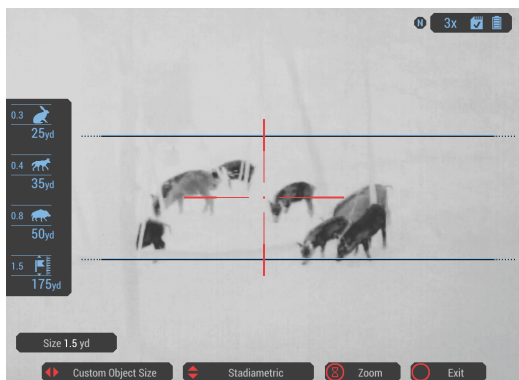 N 3x
0.3
25yd
0.4
35yd
0.8
50yd
1.5
175yd
Size 1.5 yd
Custom Object Size
Stadiametric
Zoom
Exit